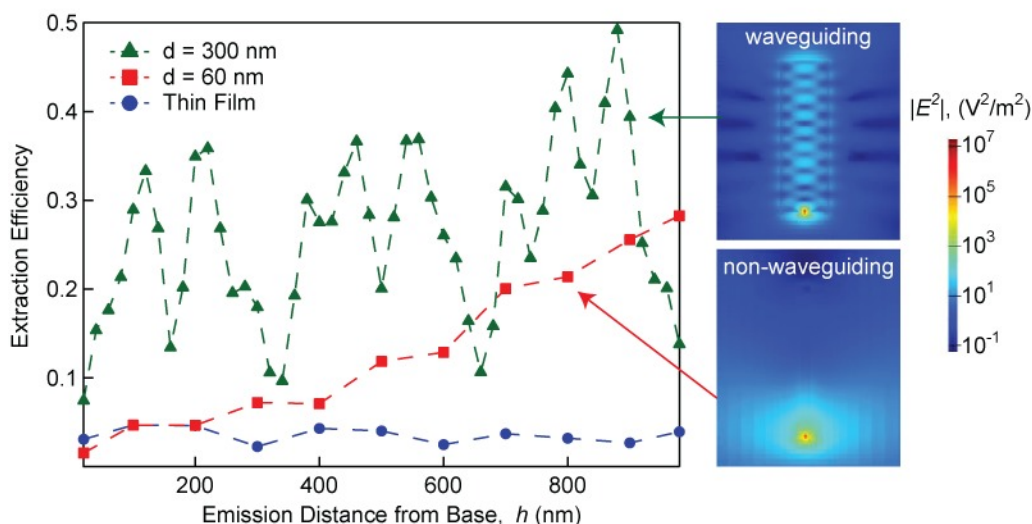 0.5
0.4
0.3
0.2
0.1
Extraction Efficiency
d = 300 nm
d = 60 nm
Thin Film
200
400
600
800
Emission Distance from Base, h (nm)
waveguiding
non-waveguiding
|E²|, (V²/m²)
10⁷
10⁵
10³
10¹
10⁻¹